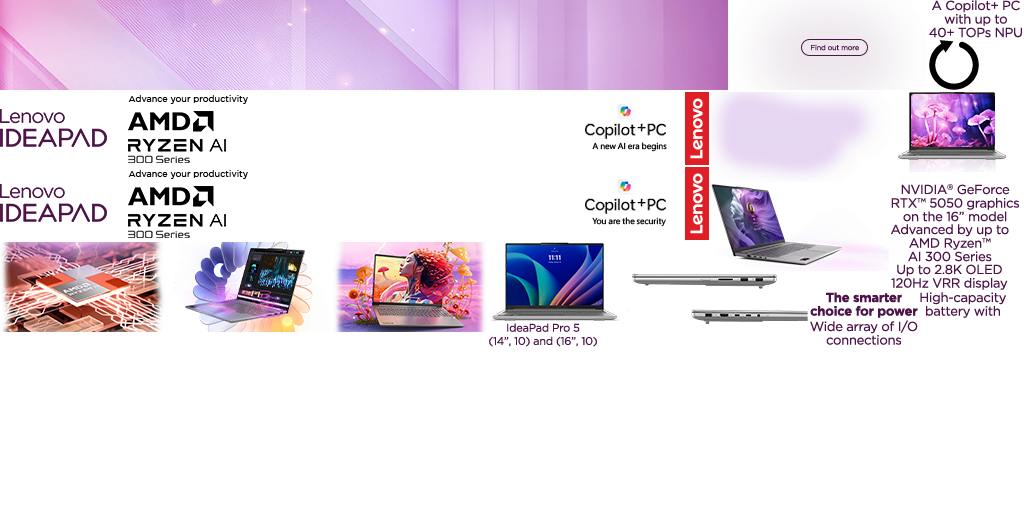 A Copilot+ PC
with up to
40+ TOPs NPU
Find out more
Lenovo
IDEAPAD
Advance your productivity
AMD
RYZEN AI
300 Series
Copilot+PC
A new AI era begins
Lenovo
Lenovo
IDEAPAD
Advance your productivity
AMD
RYZEN AI
300 Series
Copilot+PC
You are the security
Lenovo
NVIDIA® GeForce
RTX™ 5050 graphics
on the 16” model
Advanced by up to
AMD Ryzen™
AI 300 Series
Up to 2.8K OLED
120Hz VRR display
High-capacity
battery with
The smarter
choice for power
Wide array of I/O
connections
AMD
11:11
IdeaPad Pro 5
(14”, 10) and (16”, 10)